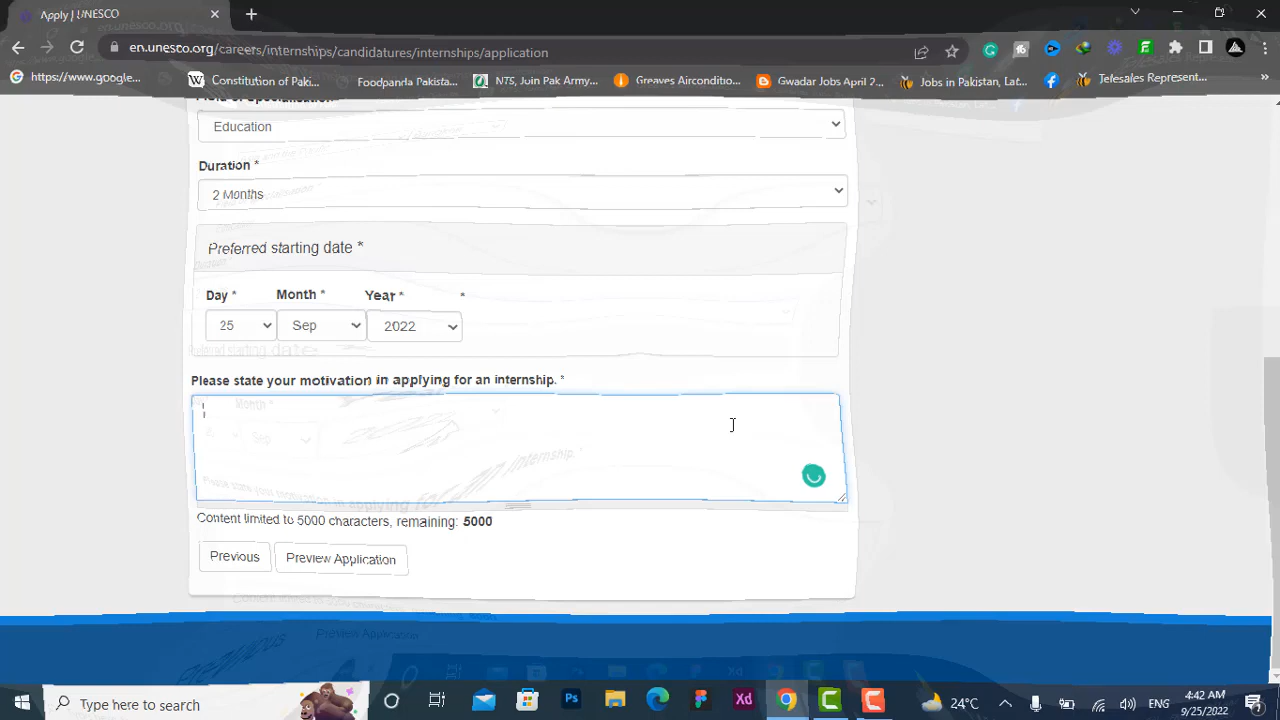 Apply | UNESCO
en.unesco.org/careers/internships/candidatures/internships/application
https://www.google... Constitution of Paki... Foodpanda Pakista... NTS, Join Pak Army... Greaves Airconditio... Gwadar Jobs April 2... Jobs in Pakistan, Lat... Telesales Represent...
Education
Duration *
2 Months
Preferred starting date *
Day * Month * Year * *
25 Sep 2022
Please state your motivation in applying for an internship. *
Content limited to 5000 characters, remaining: 5000
Previous Preview Application
Preview Application
Type here to search
Ps
Xd
24°C
ENG
4:42 AM
9/25/2022